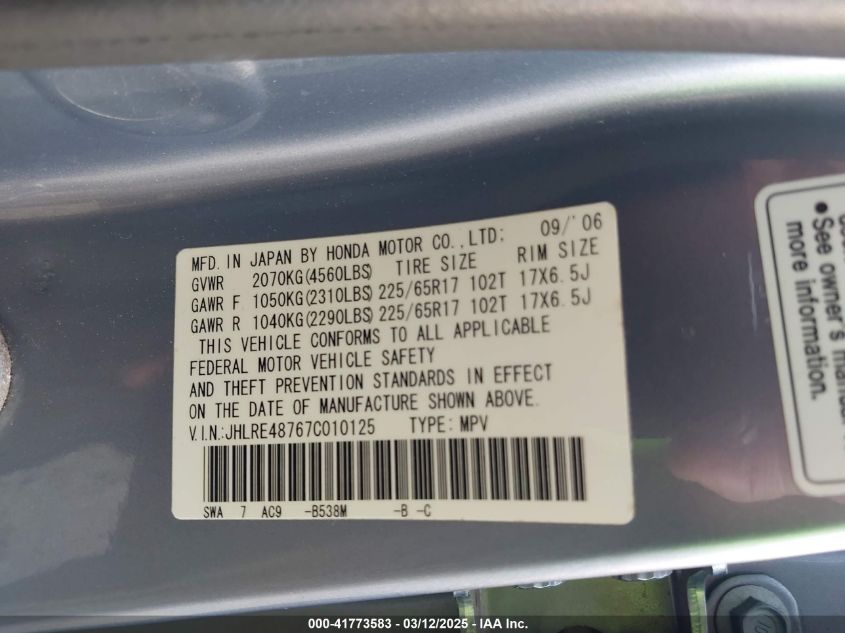 MFD. IN JAPAN BY HONDA MOTOR CO.,LTD: 09/'06
GVWR 2070KG(4560LBS) TIRE SIZE RIM SIZE
GAWR F 1050KG(2310LBS) 225/65R17 102T 17X6.5J
GAWR R 1040KG(2290LBS) 225/65R17 102T 17X6.5J
THIS VEHICLE CONFORMS TO ALL APPLICABLE
FEDERAL MOTOR VEHICLE SAFETY
AND THEFT PREVENTION STANDARDS IN EFFECT
ON THE DATE OF MANUFACTURE SHOWN ABOVE.
V.I.N.:JHLRE48767C010125 TYPE: MPV
SWA 7 AC9 -B538M -B -C
•See owner's manual
more information.
000-41773583 / 03/12/2025 - IAA Inc.